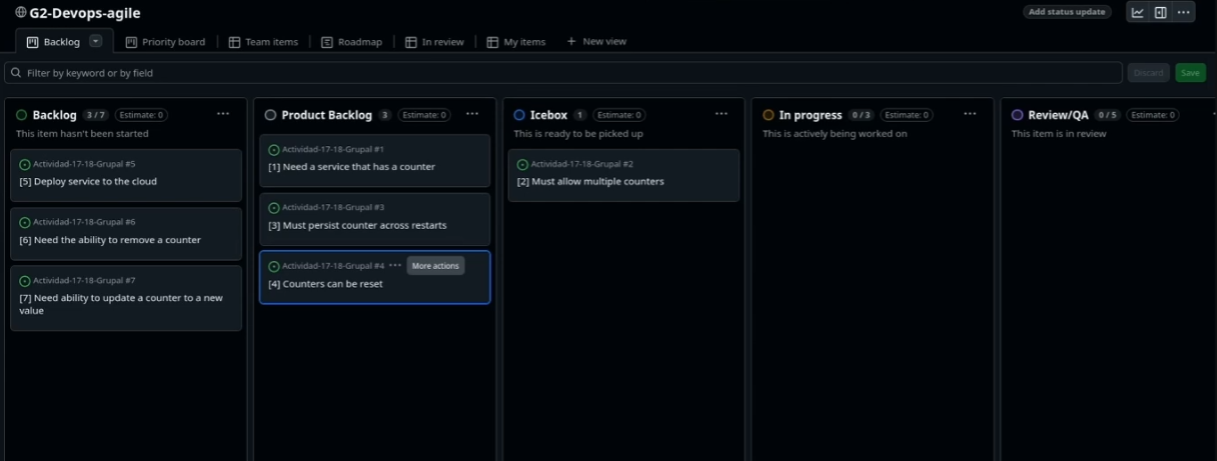 G2-Devops-agile
Add status update
Backlog
Priority board
Team items
Roadmap
In review
My items
New view
Filter by keyword or by field
Discard
Save
Backlog 3 / 7 Estimate: 0
This item hasn't been started
Actividad-17-18-Grupal #5
[5] Deploy service to the cloud
Actividad-17-18-Grupal #6
[6] Need the ability to remove a counter
Actividad-17-18-Grupal #7
[7] Need ability to update a counter to a new
value
Product Backlog 3 Estimate: 0
Actividad-17-18-Grupal #1
[1] Need a service that has a counter
Actividad-17-18-Grupal #3
[3] Must persist counter across restarts
Actividad-17-18-Grupal #4 ··· More actions
[4] Counters can be reset
Icebox 1 Estimate: 0
This is ready to be picked up
Actividad-17-18-Grupal #2
[2] Must allow multiple counters
In progress 0 / 3 Estimate: 0
This is actively being worked on
Review/QA 0 / 5 Estimate: 0
This item is in review